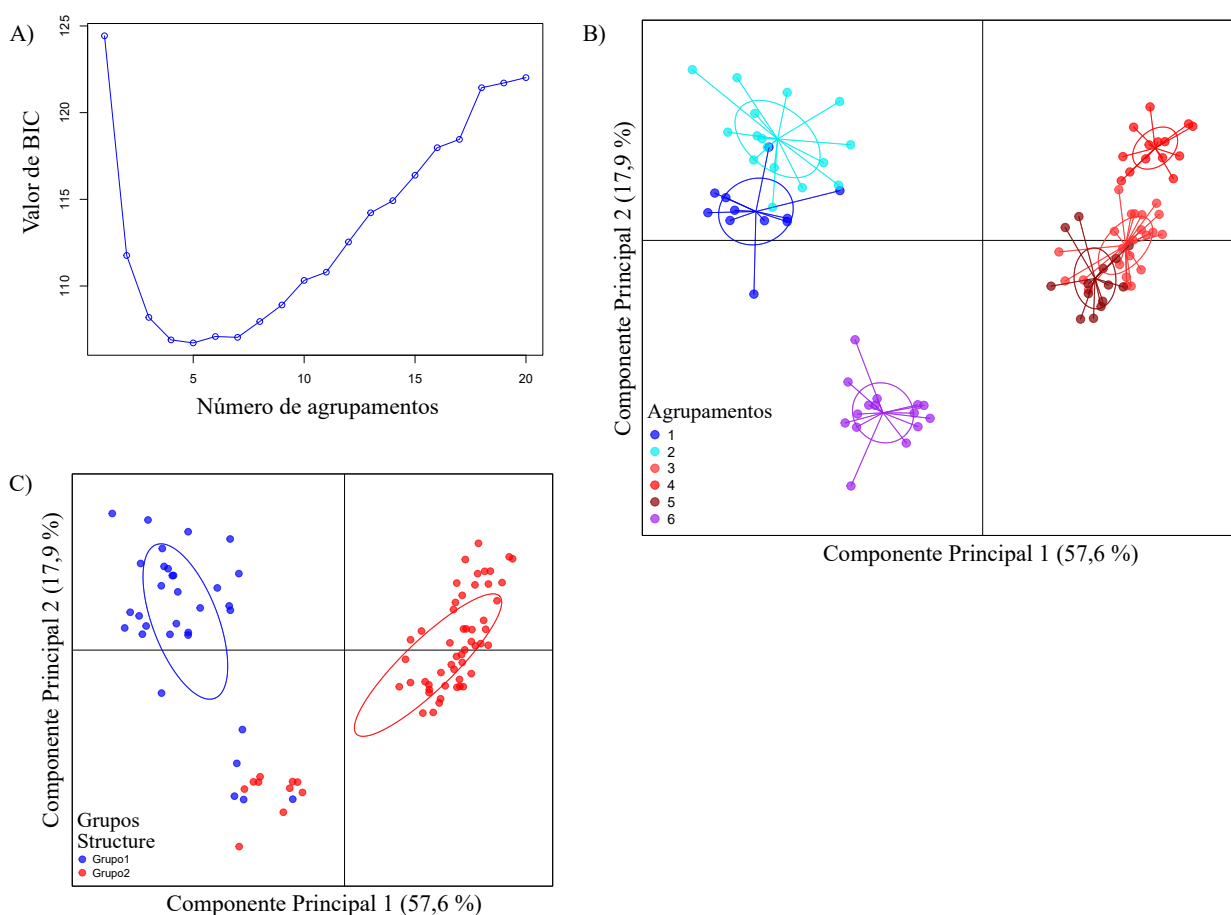 A)
125
120
115
110
Valor de BIC
5
10
15
20
Número de agrupamentos
B)
Componente Principal 2 (17,9 %)
Agrupamentos
1
2
3
4
5
6
Componente Principal 1 (57,6 %)
C)
Componente Principal 2 (17,9 %)
Grupos
Structure
Grupo1
Grupo2
Componente Principal 1 (57,6 %)